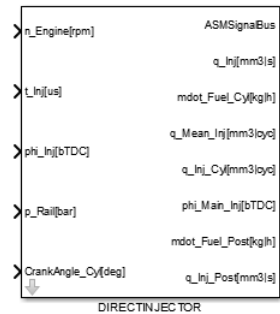 ASMSignalBus
n_Engine[rpm]
q_Inj[mm3|s]
t_Inj[us]
mdot_Fuel_Cyl[kg|h]
q_Mean_Inj[mm3|cyc]
phi_Inj[bTDC]
q_Inj_Cyl[mm3|cyc]
phi_Main_Inj[bTDC]
p_Rail[bar]
mdot_Fuel_Post[kg|h]
CrankAngle_Cyl[deg]
q_Inj_Post[mm3|s]
DIRECTINJECTOR